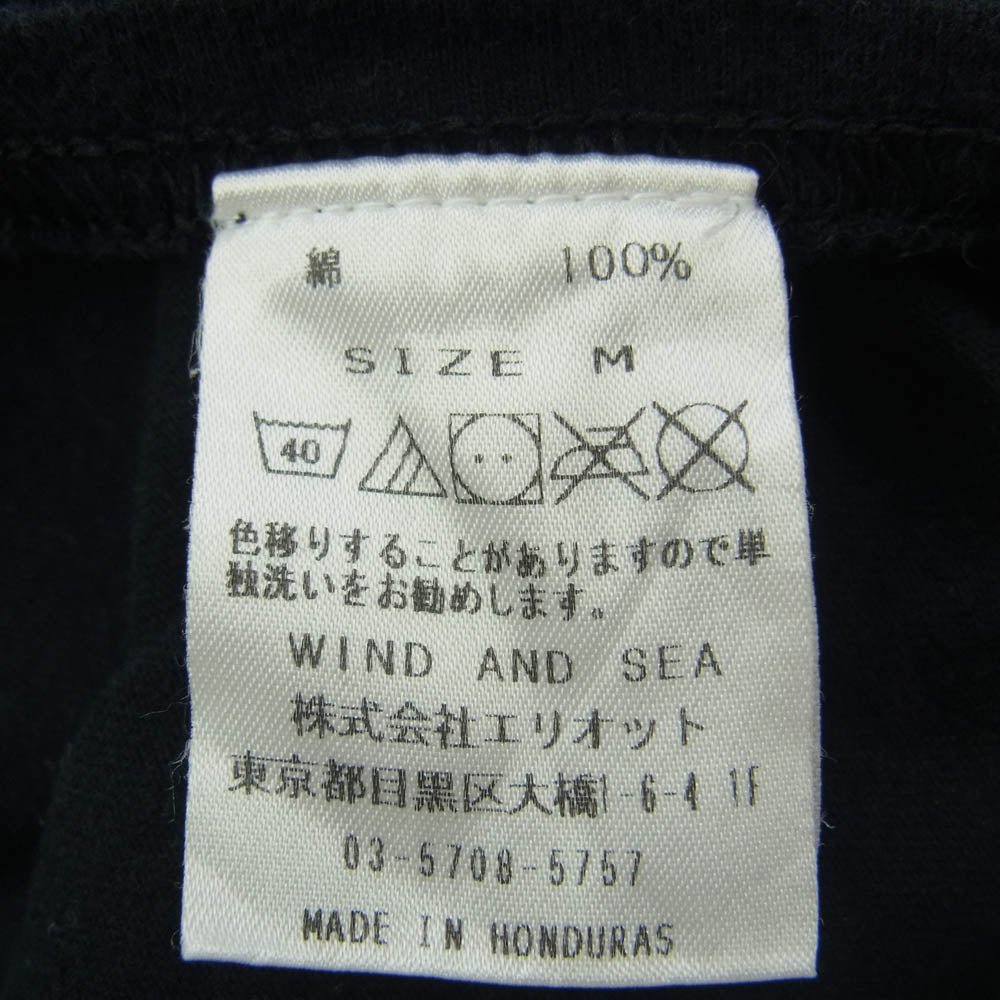 綿 100%
SIZE M
40
色移りすることがありますので単
独洗いをお勧めします。
WIND AND SEA
株式会社エリオット
東京都目黒区大橋1-6-4 1F
03-5708-5757
MADE IN HONDURAS